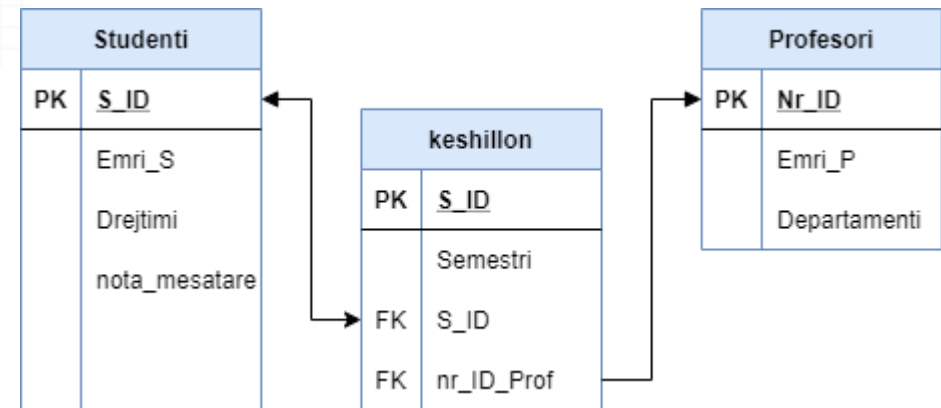 Studenti
PK S_ID
Emri_S
Drejtimi
nota_mesatare
keshillon
PK S_ID
Semestri
FK S_ID
FK nr_ID_Prof
Profesori
PK Nr_ID
Emri_P
Departamenti